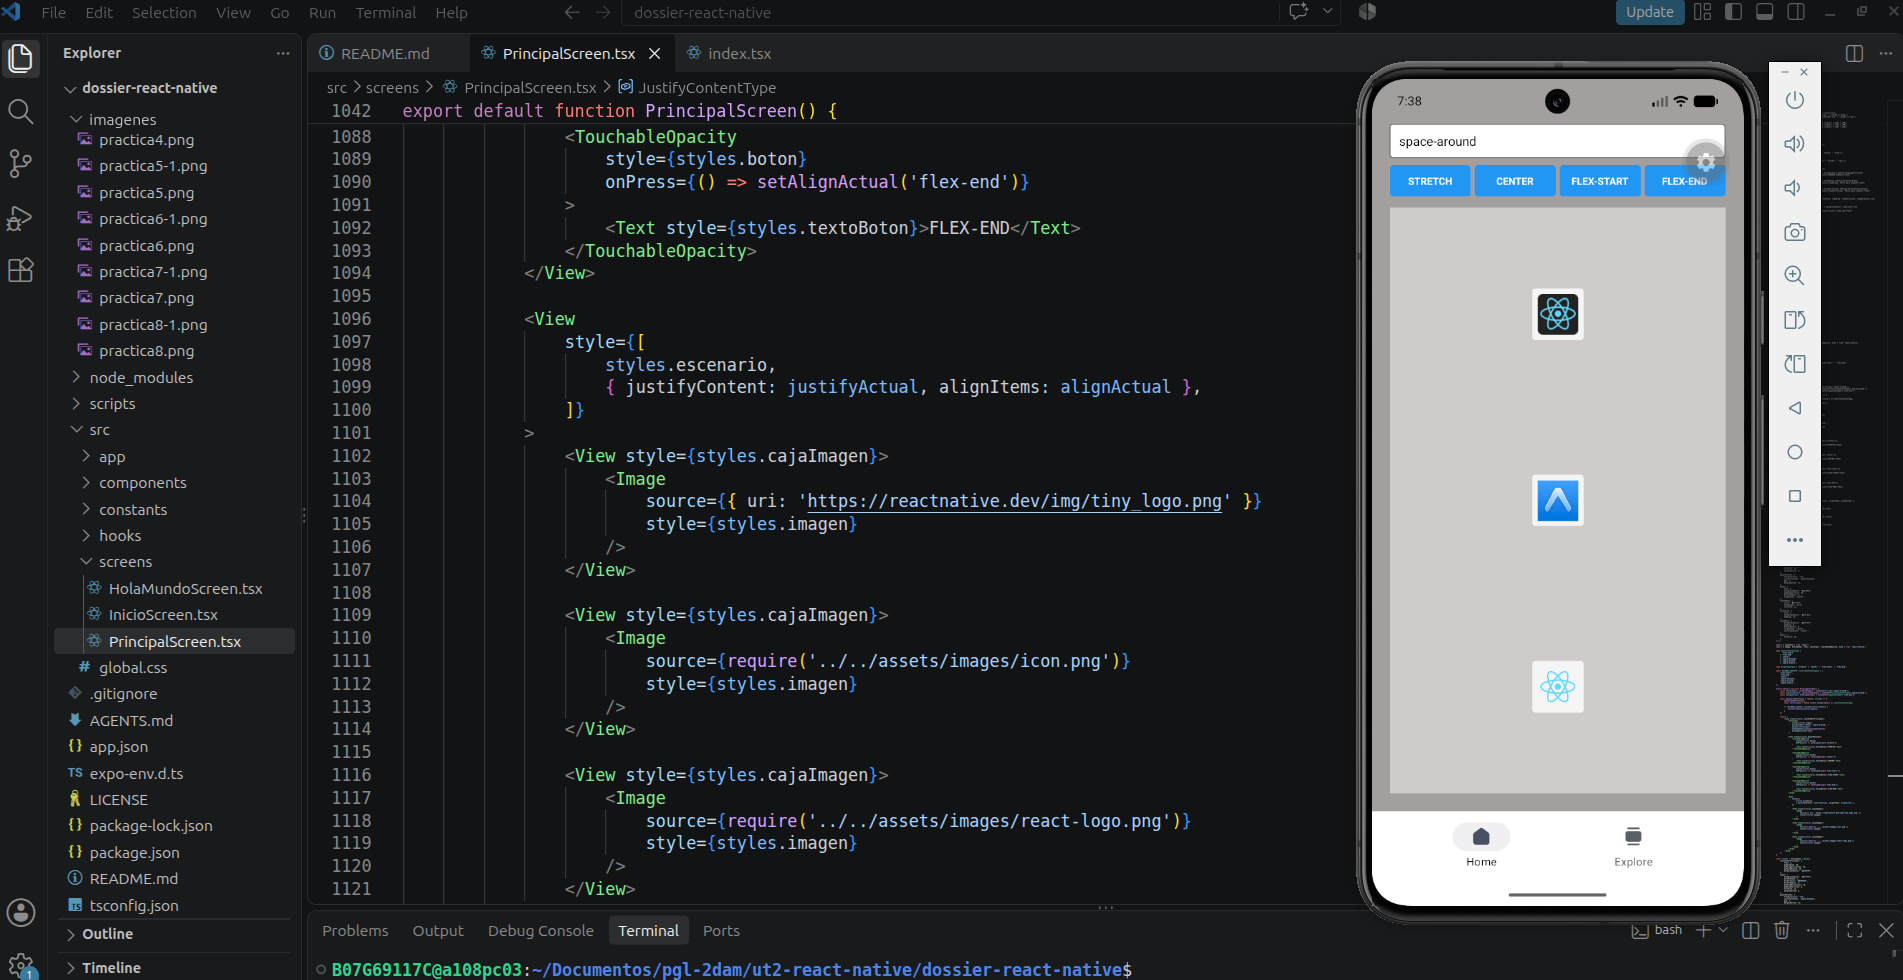 File Edit Selection View Go Run Terminal Help
dossier-react-native
Update
Explorer
dossier-react-native
imagenes
practica4.png
practica5-1.png
practica5.png
practica6-1.png
practica6.png
practica7-1.png
practica7.png
practica8-1.png
practica8.png
node_modules
scripts
src
app
components
constants
hooks
screens
HolaMundoScreen.tsx
InicioScreen.tsx
PrincipalScreen.tsx
# global.css
.gitignore
AGENTS.md
{} app.json
TS expo-env.d.ts
LICENSE
{} package-lock.json
{} package.json
README.md
TS tsconfig.json
Outline
Timeline
1
README.md PrincipalScreen.tsx index.tsx
src > screens > PrincipalScreen.tsx > JustifyContentType
1042 export default function PrincipalScreen() {
1088 <TouchableOpacity
1089 style={styles.boton}
1090 onPress={() => setAlignActual('flex-end')}
1091 >
1092 <Text style={styles.textoBoton}>FLEX-END</Text>
1093 </TouchableOpacity>
1094 </View>
1095
1096 <View
1097 style={[
1098 styles.escenario,
1099 { justifyContent: justifyActual, alignItems: alignActual },
1100 ]}
1101 >
1102 <View style={styles.cajaImagen}>
1103 <Image
1104 source={{ uri: 'https://reactnative.dev/img/tiny_logo.png' }}
1105 style={styles.imagen}
1106 />
1107 </View>
1108
1109 <View style={styles.cajaImagen}>
1110 <Image
1111 source={require('../../assets/images/icon.png')}
1112 style={styles.imagen}
1113 />
1114 </View>
1115
1116 <View style={styles.cajaImagen}>
1117 <Image
1118 source={require('../../assets/images/react-logo.png')}
1119 style={styles.imagen}
1120 />
1121 </View>
7:38
space-around
STRETCH CENTER FLEX-START FLEX-END
Home Explore
Problems Output Debug Console Terminal Ports
bash
B07G69117C@a108pc03:~/Documentos/pgl-2dam/ut2-react-native/dossier-react-native$